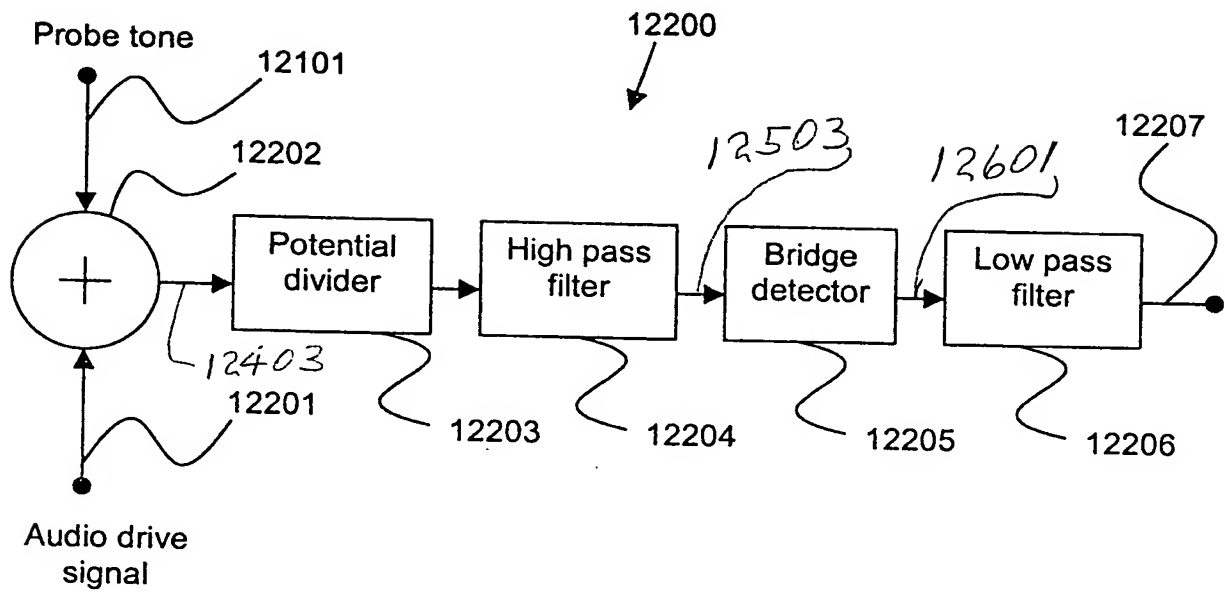 Probe tone
12101
12200
12202
12503
12601
12207
+
Potential
divider
High pass
filter
Bridge
detector
Low pass
filter
12403
12201
12203
12204
12205
12206
Audio drive
signal